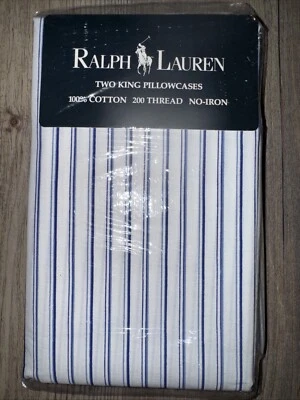 RALPH LAUREN
TWO KING PILLOWCASES
100% COTTON 200 THREAD NO-IRON